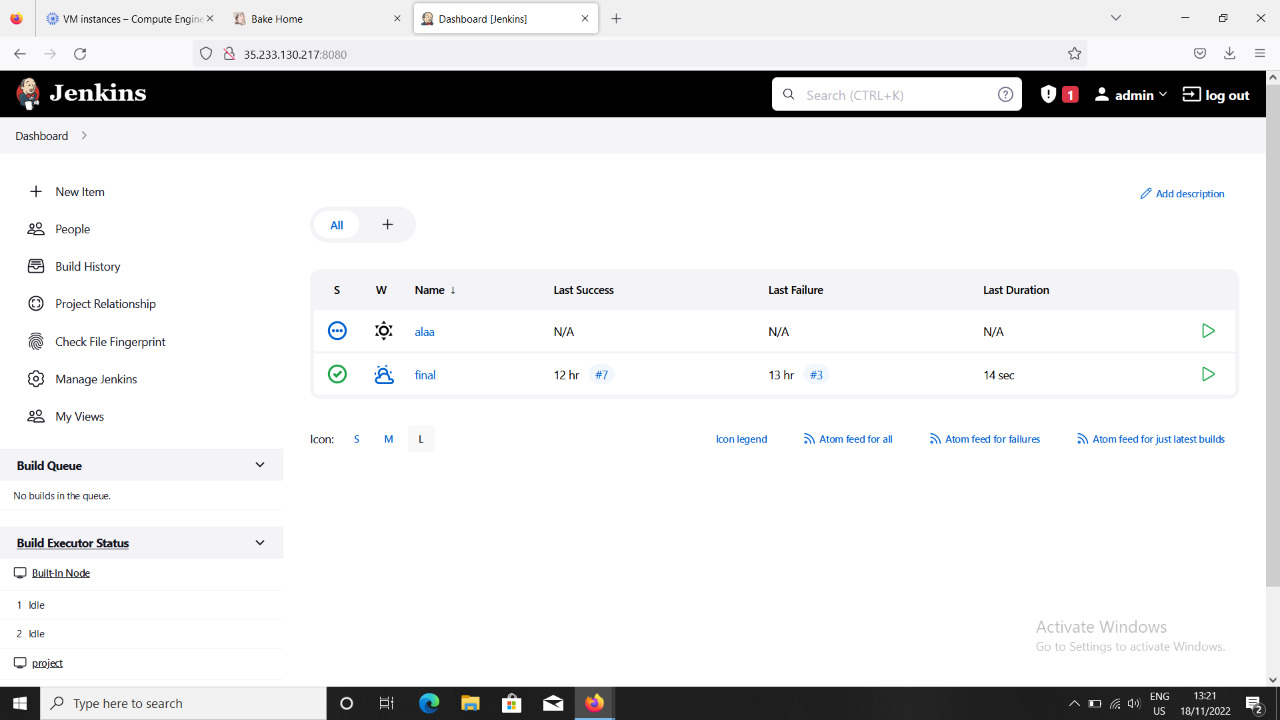 VM instances – Compute Engine
Bake Home
Dashboard [Jenkins]
35.233.130.217:8080
Jenkins
Search (CTRL+K)
1
admin
log out
Dashboard
New Item
People
Build History
Project Relationship
Check File Fingerprint
Manage Jenkins
My Views
Build Queue
No builds in the queue.
Build Executor Status
Built-In Node
1 Idle
2 Idle
project
Add description
All +
S W Name ↓ Last Success Last Failure Last Duration
alaa N/A N/A N/A
final 12 hr #7 13 hr #3 14 sec
Icon: S M L
Icon legend
Atom feed for all
Atom feed for failures
Atom feed for just latest builds
Activate Windows
Go to Settings to activate Windows.
Type here to search
ENG
US
13:21
18/11/2022
2